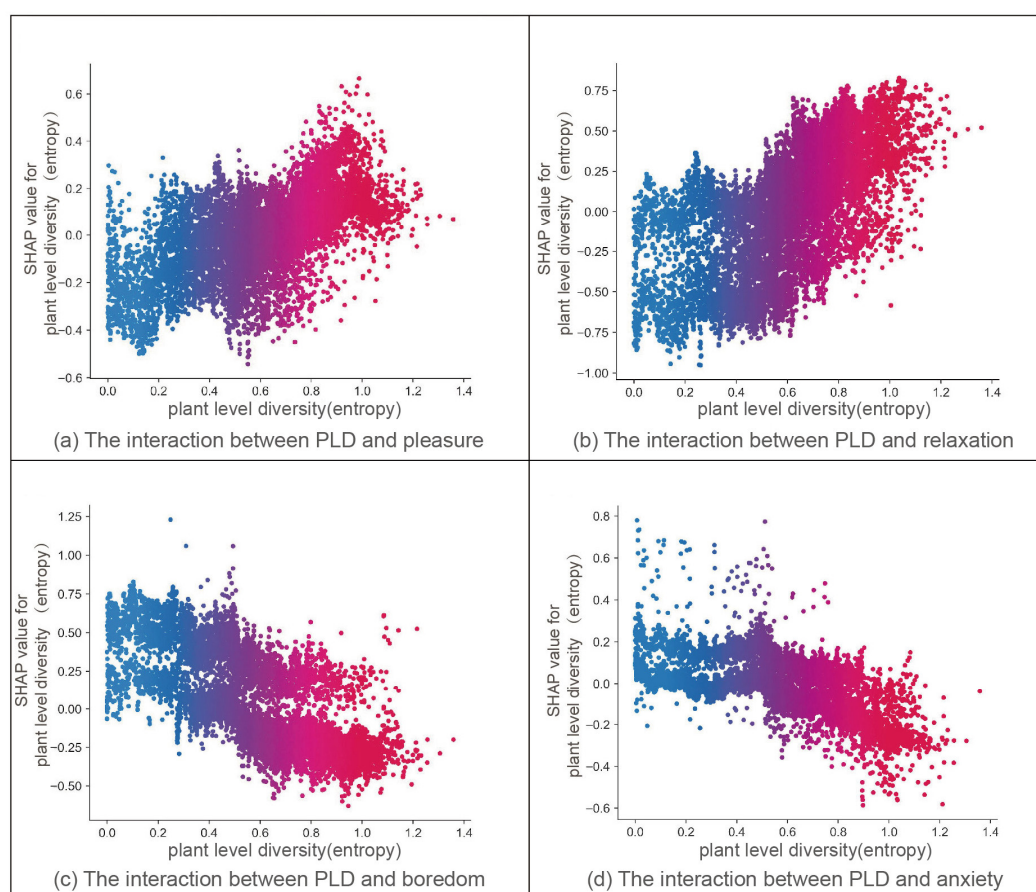 SHAP value for
plant level diversity（entropy）
0.6
0.4
0.2
0.0
−0.2
−0.4
−0.6
0.0 0.2 0.4 0.6 0.8 1.0 1.2 1.4
plant level diversity(entropy)
(a) The interaction between PLD and pleasure
SHAP value for
plant level diversity（entropy）
0.75
0.50
0.25
0.00
−0.25
−0.50
−0.75
−1.00
0.0 0.2 0.4 0.6 0.8 1.0 1.2 1.4
plant level diversity(entropy)
(b) The interaction between PLD and relaxation
SHAP value for
plant level diversity（entropy）
1.25
1.00
0.75
0.50
0.25
0.00
−0.25
−0.50
0.0 0.2 0.4 0.6 0.8 1.0 1.2 1.4
plant level diversity(entropy)
(c) The interaction between PLD and boredom
SHAP value for
plant level diversity（entropy）
0.8
0.6
0.4
0.2
0.0
−0.2
−0.4
−0.6
0.0 0.2 0.4 0.6 0.8 1.0 1.2 1.4
plant level diversity(entropy)
(d) The interaction between PLD and anxiety